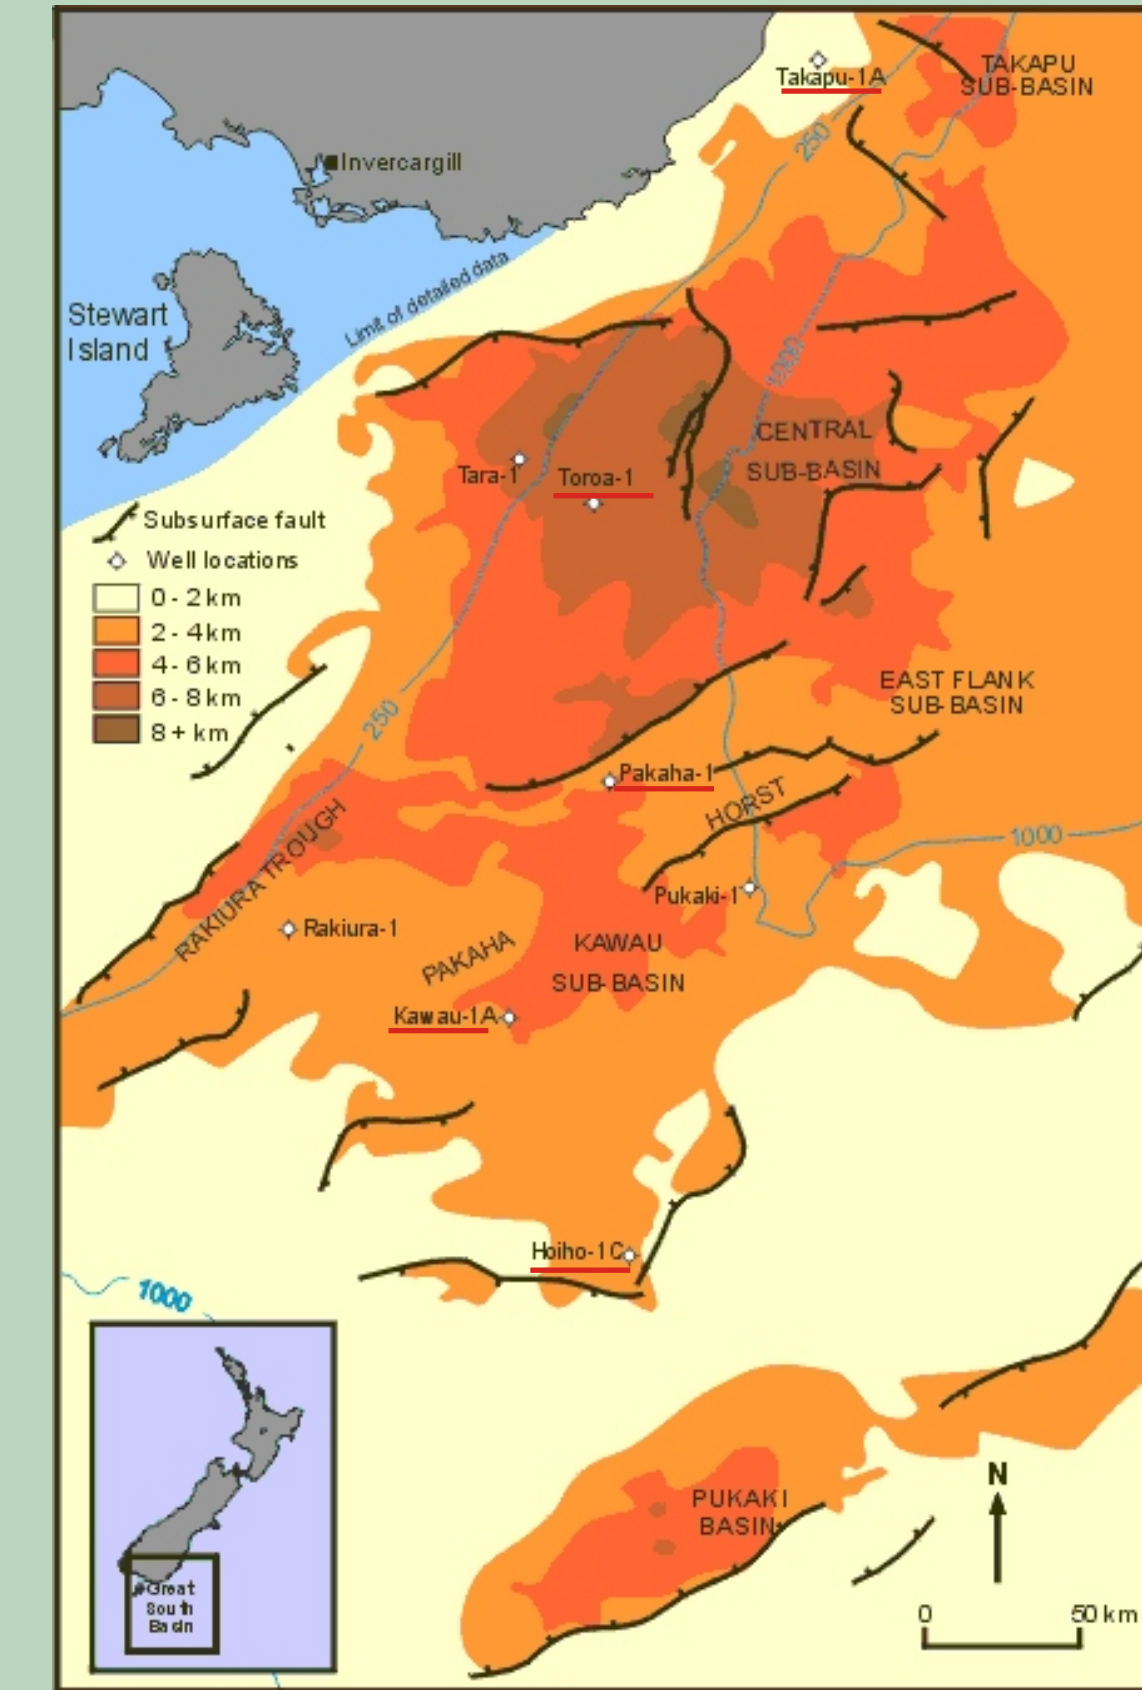 TAKAPU
SUB-BASIN
Takapu-1A
250
Invercargill
Limit of detailed data
Stewart
Island
1000
CENTRAL
SUB-BASIN
Tara-1
Toroa-1
Subsurface fault
Well locations
0 - 2 km
2 - 4 km
4 - 6 km
6 - 8 km
8 + km
EAST FLANK
SUB-BASIN
250
Pakaha-1
HORST
1000
RAKIURA TROUGH
Pukaki-1
Rakiura-1
PAKAHA
KAWAU
SUB-BASIN
Kawau-1A
Hoiho-1C
1000
Great
South
Basin
PUKAKI
BASIN
N
0 50 km